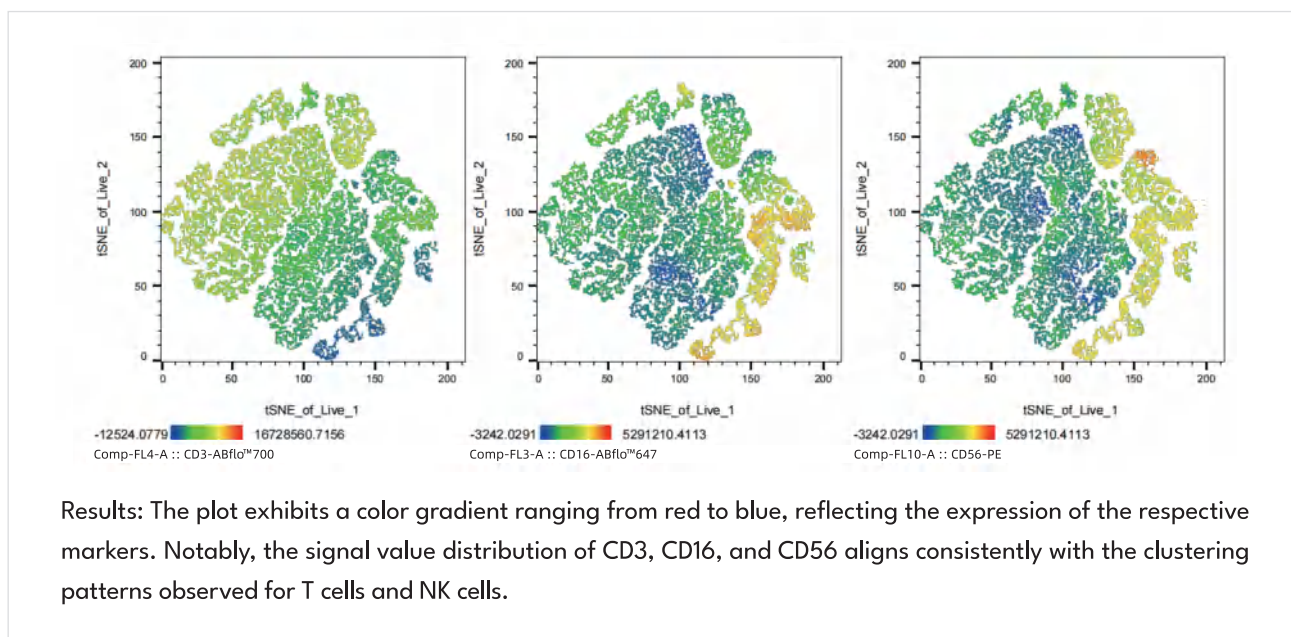 200
150
100
50
0
tSNE_of_Live_2
0 50 100 150 200
tSNE_of_Live_1
-12524.0779 16728560.7156
Comp-FL4-A :: CD3-ABflo™700
200
150
100
50
0
tSNE_of_Live_2
0 50 100 150 200
tSNE_of_Live_1
-3242.0291 5291210.4113
Comp-FL3-A :: CD16-ABflo™647
200
150
100
50
0
tSNE_of_Live_2
0 50 100 150 200
tSNE_of_Live_1
-3242.0291 5291210.4113
Comp-FL10-A :: CD56-PE
Results: The plot exhibits a color gradient ranging from red to blue, reflecting the expression of the respective
markers. Notably, the signal value distribution of CD3, CD16, and CD56 aligns consistently with the clustering
patterns observed for T cells and NK cells.